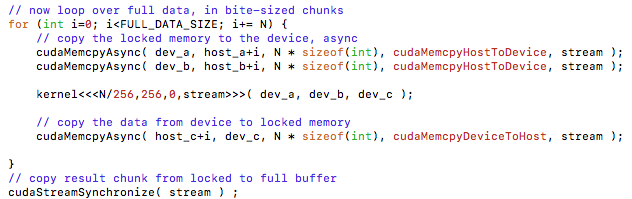 // now loop over full data, in bite-sized chunks
for (int i=0; i<FULL_DATA_SIZE; i+= N) {
// copy the locked memory to the device, async
cudaMemcpyAsync( dev_a, host_a+i, N * sizeof(int), cudaMemcpyHostToDevice, stream );
cudaMemcpyAsync( dev_b, host_b+i, N * sizeof(int), cudaMemcpyHostToDevice, stream );
kernel<<<N/256,256,0,stream>>>( dev_a, dev_b, dev_c );
// copy the data from device to locked memory
cudaMemcpyAsync( host_c+i, dev_c, N * sizeof(int), cudaMemcpyDeviceToHost, stream );
}
// copy result chunk from locked to full buffer
cudaStreamSynchronize( stream ) ;